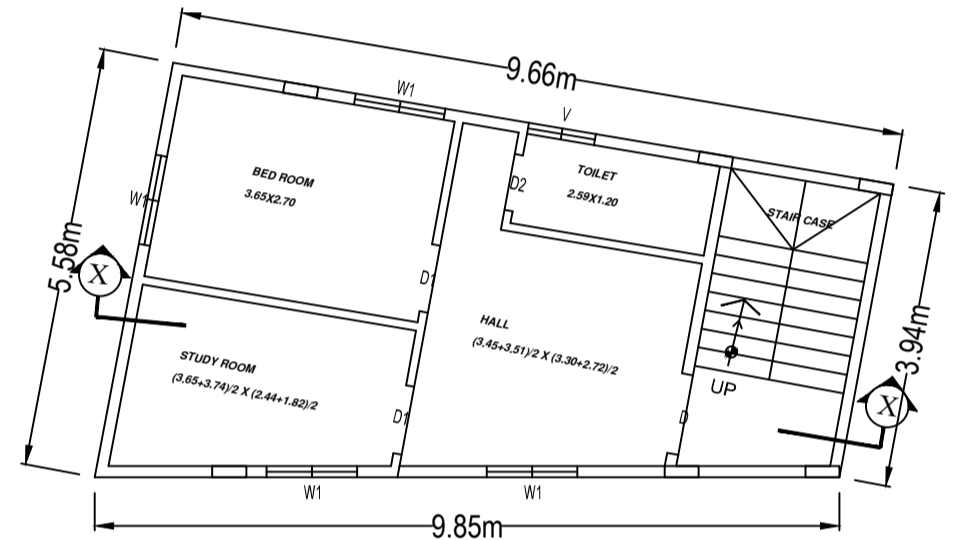 9.66m
W1
V
BED ROOM
3.65X2.70
TOILET
2.59X1.20
D2
W1
STAIR CASE
5.58m
X
D1
HALL
(3.45+3.51)/2 X (3.30+2.72)/2
3.94m
STUDY ROOM
(3.65+3.74)/2 X (2.44+1.82)/2
UP
X
D1
D
W1
W1
9.85m